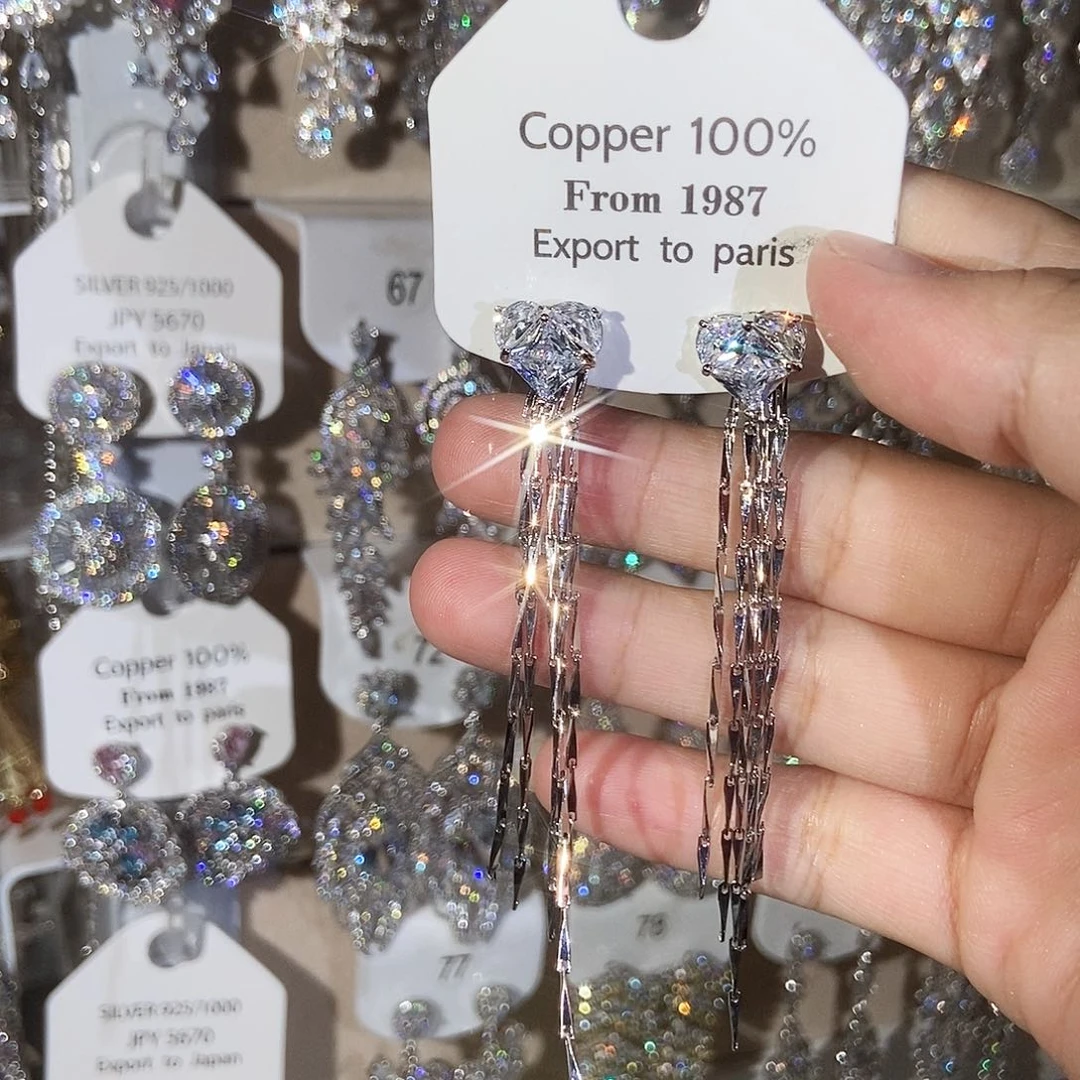 Copper 100%
From 1987
Export to paris
SILVER 925/1000
JPY 5670
Export to Japan
67
72
Copper 100%
From 1987
Export to paris
78
77
SILVER 925/1000
JPY 5670
Export to Japan